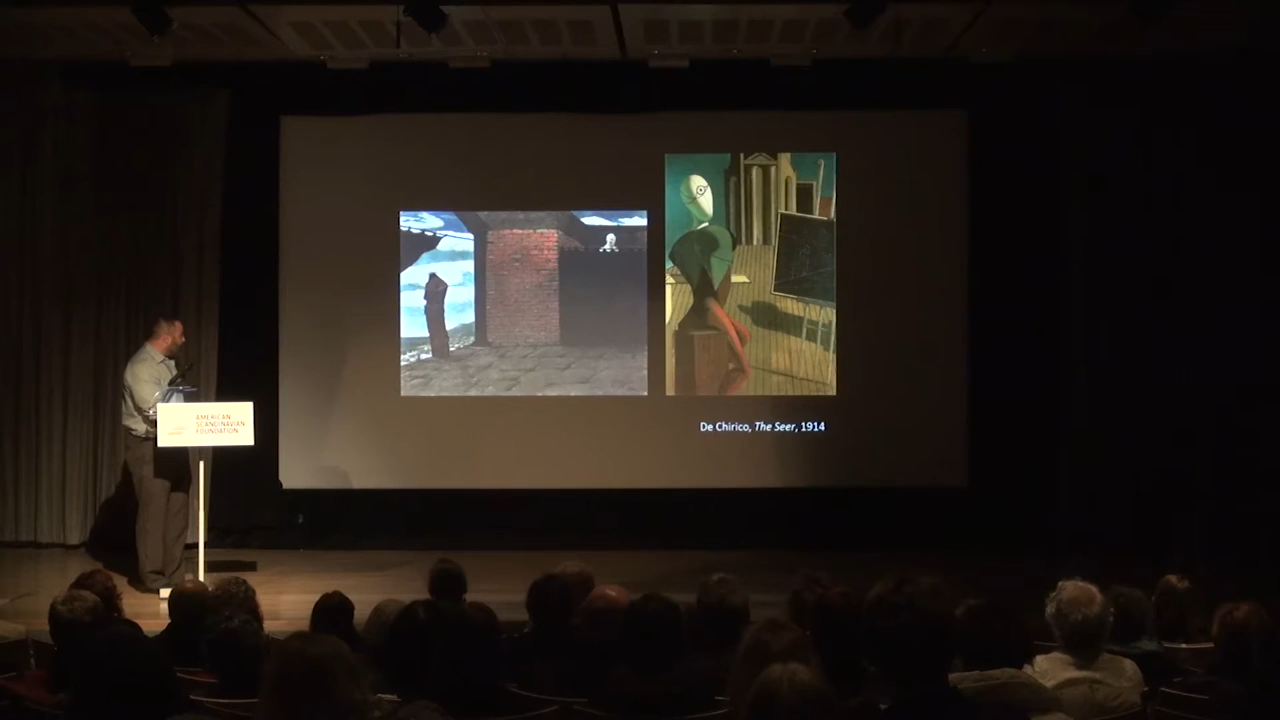 AMERICAN
SCANDINAVIAN
FOUNDATION
De Chirico, The Seer, 1914